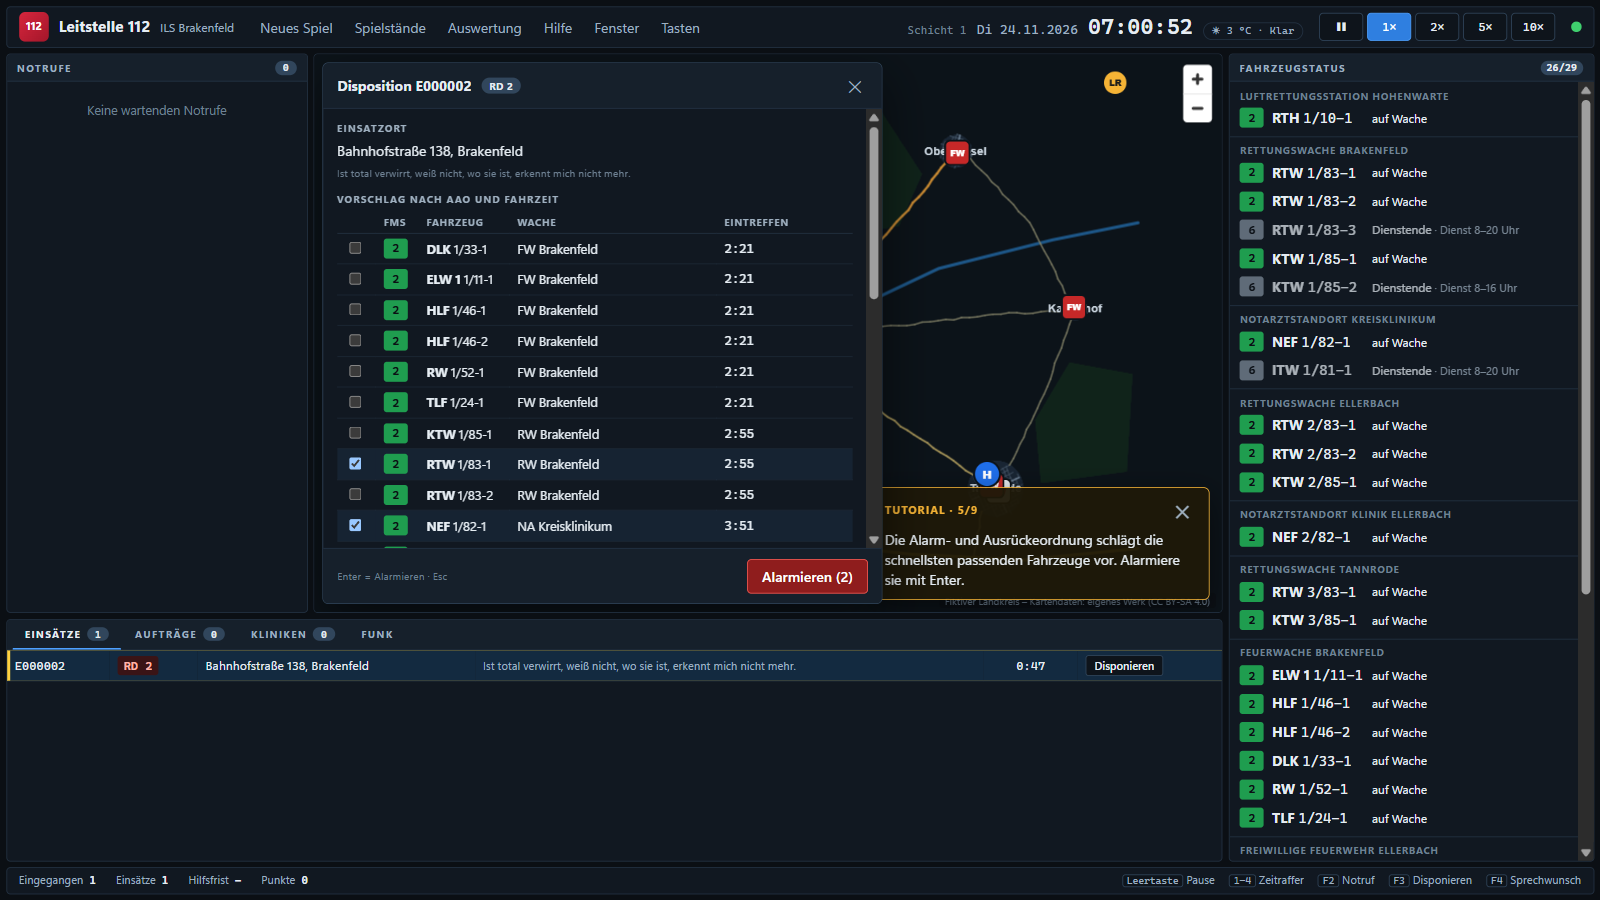 112 Leitstelle 112 ILS Brakenfeld Neues Spiel Spielstände Auswertung Hilfe Fenster Tasten Schicht 1 Di 24.11.2026 07:00:52 ☀ 3 °C · Klar 1× 2× 5× 10×
NOTRUFE 0
Keine wartenden Notrufe
Disposition E000002 RD 2
EINSATZORT
Bahnhofstraße 138, Brakenfeld
Ist total verwirrt, weiß nicht, wo sie ist, erkennt mich nicht mehr.
VORSCHLAG NACH AAO UND FAHRZEIT
FMS FAHRZEUG WACHE EINTREFFEN
2 DLK 1/33-1 FW Brakenfeld 2:21
2 ELW 1 1/11-1 FW Brakenfeld 2:21
2 HLF 1/46-1 FW Brakenfeld 2:21
2 HLF 1/46-2 FW Brakenfeld 2:21
2 RW 1/52-1 FW Brakenfeld 2:21
2 TLF 1/24-1 FW Brakenfeld 2:21
2 KTW 1/85-1 RW Brakenfeld 2:55
2 RTW 1/83-1 RW Brakenfeld 2:55
2 RTW 1/83-2 RW Brakenfeld 2:55
2 NEF 1/82-1 NA Kreisklinikum 3:51
Enter = Alarmieren · Esc
Alarmieren (2)
LR
+
−
FW
FW
H
TUTORIAL · 5/9
Die Alarm- und Ausrückeordnung schlägt die
schnellsten passenden Fahrzeuge vor. Alarmiere
sie mit Enter.
Fiktiver Landkreis – Kartendaten: eigenes Werk (CC BY-SA 4.0)
FAHRZEUGSTATUS 26/29
LUFTRETTUNGSSTATION HOHENWARTE
2 RTH 1/10-1 auf Wache
RETTUNGSWACHE BRAKENFELD
2 RTW 1/83-1 auf Wache
2 RTW 1/83-2 auf Wache
6 RTW 1/83-3 Dienstende · Dienst 8–20 Uhr
2 KTW 1/85-1 auf Wache
6 KTW 1/85-2 Dienstende · Dienst 8–16 Uhr
NOTARZTSTANDORT KREISKLINIKUM
2 NEF 1/82-1 auf Wache
6 ITW 1/81-1 Dienstende · Dienst 8–20 Uhr
RETTUNGSWACHE ELLERBACH
2 RTW 2/83-1 auf Wache
2 RTW 2/83-2 auf Wache
2 KTW 2/85-1 auf Wache
NOTARZTSTANDORT KLINIK ELLERBACH
2 NEF 2/82-1 auf Wache
RETTUNGSWACHE TANNRODE
2 RTW 3/83-1 auf Wache
2 KTW 3/85-1 auf Wache
FEUERWACHE BRAKENFELD
2 ELW 1 1/11-1 auf Wache
2 HLF 1/46-1 auf Wache
2 HLF 1/46-2 auf Wache
2 DLK 1/33-1 auf Wache
2 RW 1/52-1 auf Wache
2 TLF 1/24-1 auf Wache
FREIWILLIGE FEUERWEHR ELLERBACH
EINSÄTZE 1 AUFTRÄGE 0 KLINIKEN 0 FUNK
E000002 RD 2 Bahnhofstraße 138, Brakenfeld Ist total verwirrt, weiß nicht, wo sie ist, erkennt mich nicht mehr. 0:47 Disponieren
Eingegangen 1 Einsätze 1 Hilfsfrist – Punkte 0 Leertaste Pause 1–4 Zeitraffer F2 Notruf F3 Disponieren F4 Sprechwunsch